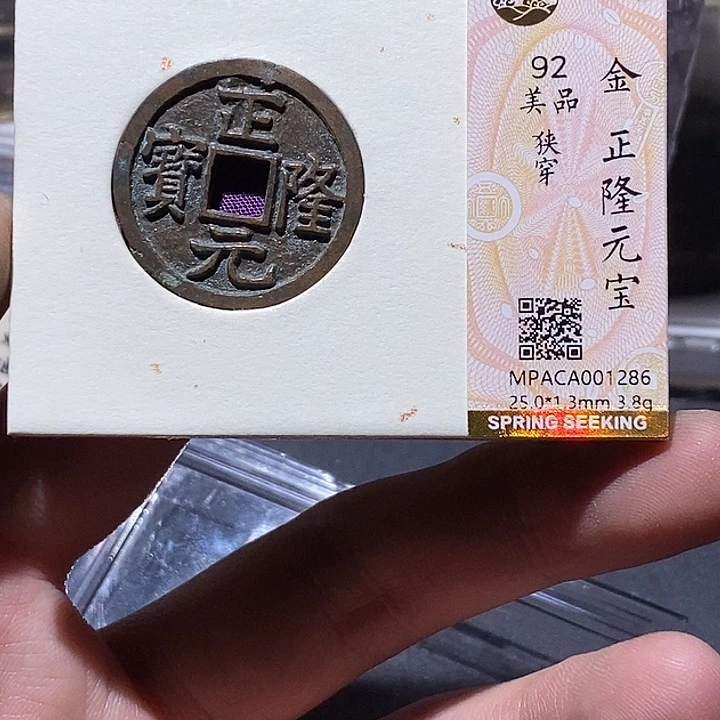 正隆元寶
92
美品
狭穿
金 正隆元宝
MPACA001286
25.0*1.3mm 3.8g
SPRING SEEKING